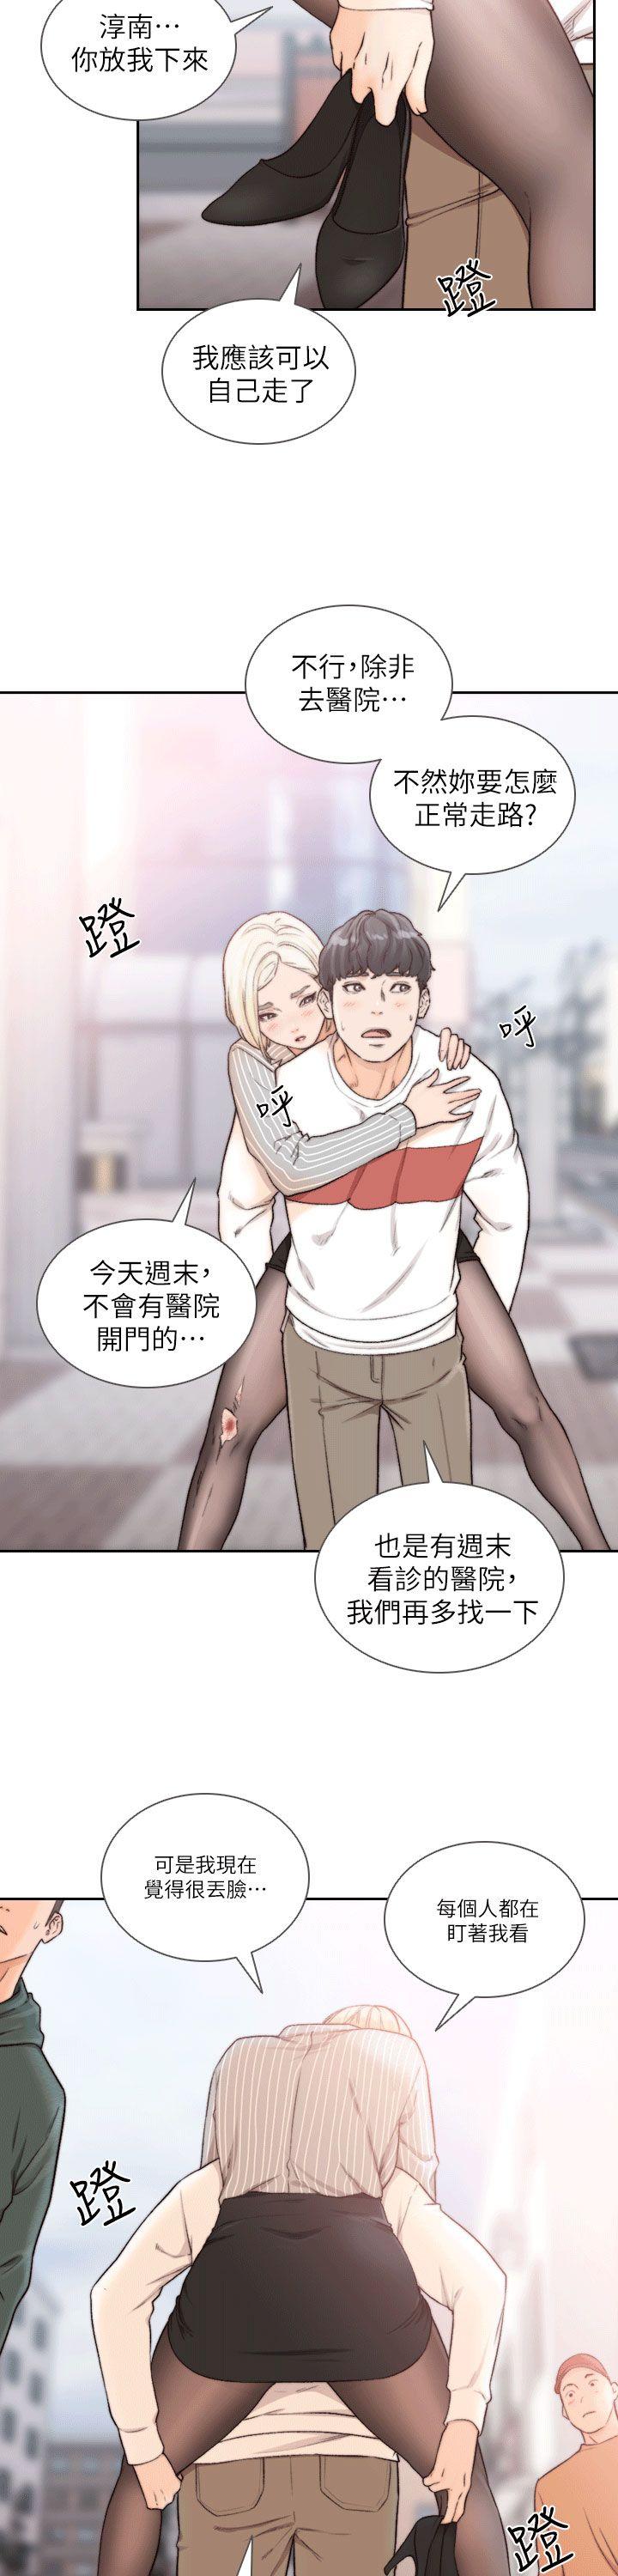 淳南…
你放我下來
蹬
我應該可以
自己走了
不行，除非
去醫院…
不然妳要怎麼
正常走路？
蹬
呼
呼
今天週末，
不會有醫院
開門的…
也是有週末
看診的醫院，
我們再多找一下
可是我現在
覺得很丟臉…
每個人都在
盯著我看
蹬
蹬